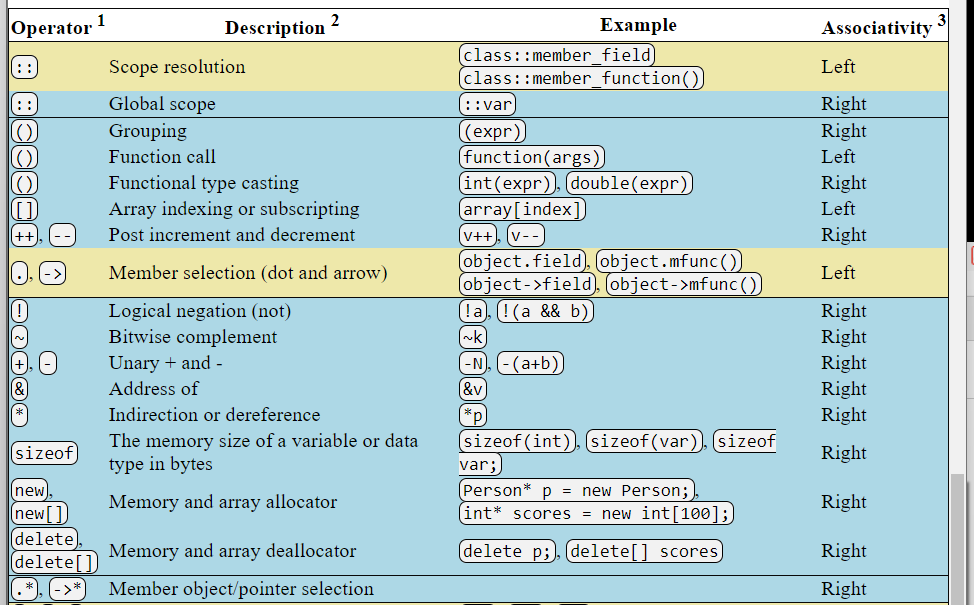 Operator 1 Description 2 Example Associativity 3
:: Scope resolution class::member_field Left
class::member_function()
:: Global scope ::var Right
() Grouping (expr) Right
() Function call function(args) Left
() Functional type casting int(expr), double(expr) Right
[] Array indexing or subscripting array[index] Left
++, -- Post increment and decrement v++, v-- Right
., -> Member selection (dot and arrow) object.field, object.mfunc() Left
object->field, object->mfunc()
! Logical negation (not) !a, !(a && b) Right
~ Bitwise complement ~k Right
+, - Unary + and - -N, -(a+b) Right
& Address of &v Right
* Indirection or dereference *p Right
sizeof The memory size of a variable or data sizeof(int), sizeof(var), sizeof Right
type in bytes var;
new, Memory and array allocator Person* p = new Person;, Right
new[] int* scores = new int[100];
delete, Memory and array deallocator delete p;, delete[] scores Right
delete[]
.*, ->* Member object/pointer selection Right